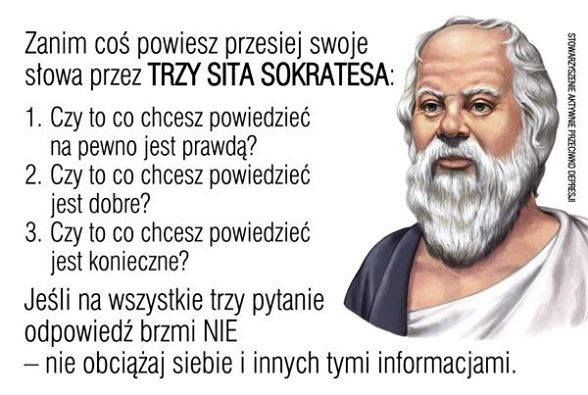 Zanim coś powiesz przesiej swoje
słowa przez TRZY SITA SOKRATESA:
1. Czy to co chcesz powiedzieć
na pewno jest prawdą?
2. Czy to co chcesz powiedzieć
jest dobre?
3. Czy to co chcesz powiedzieć
jest konieczne?
Jeśli na wszystkie trzy pytanie
odpowiedź brzmi NIE
– nie obciążaj siebie i innych tymi informacjami.
STOWARZYSZENIE AKTYWNIE PRZECIWKO DEPRESJI